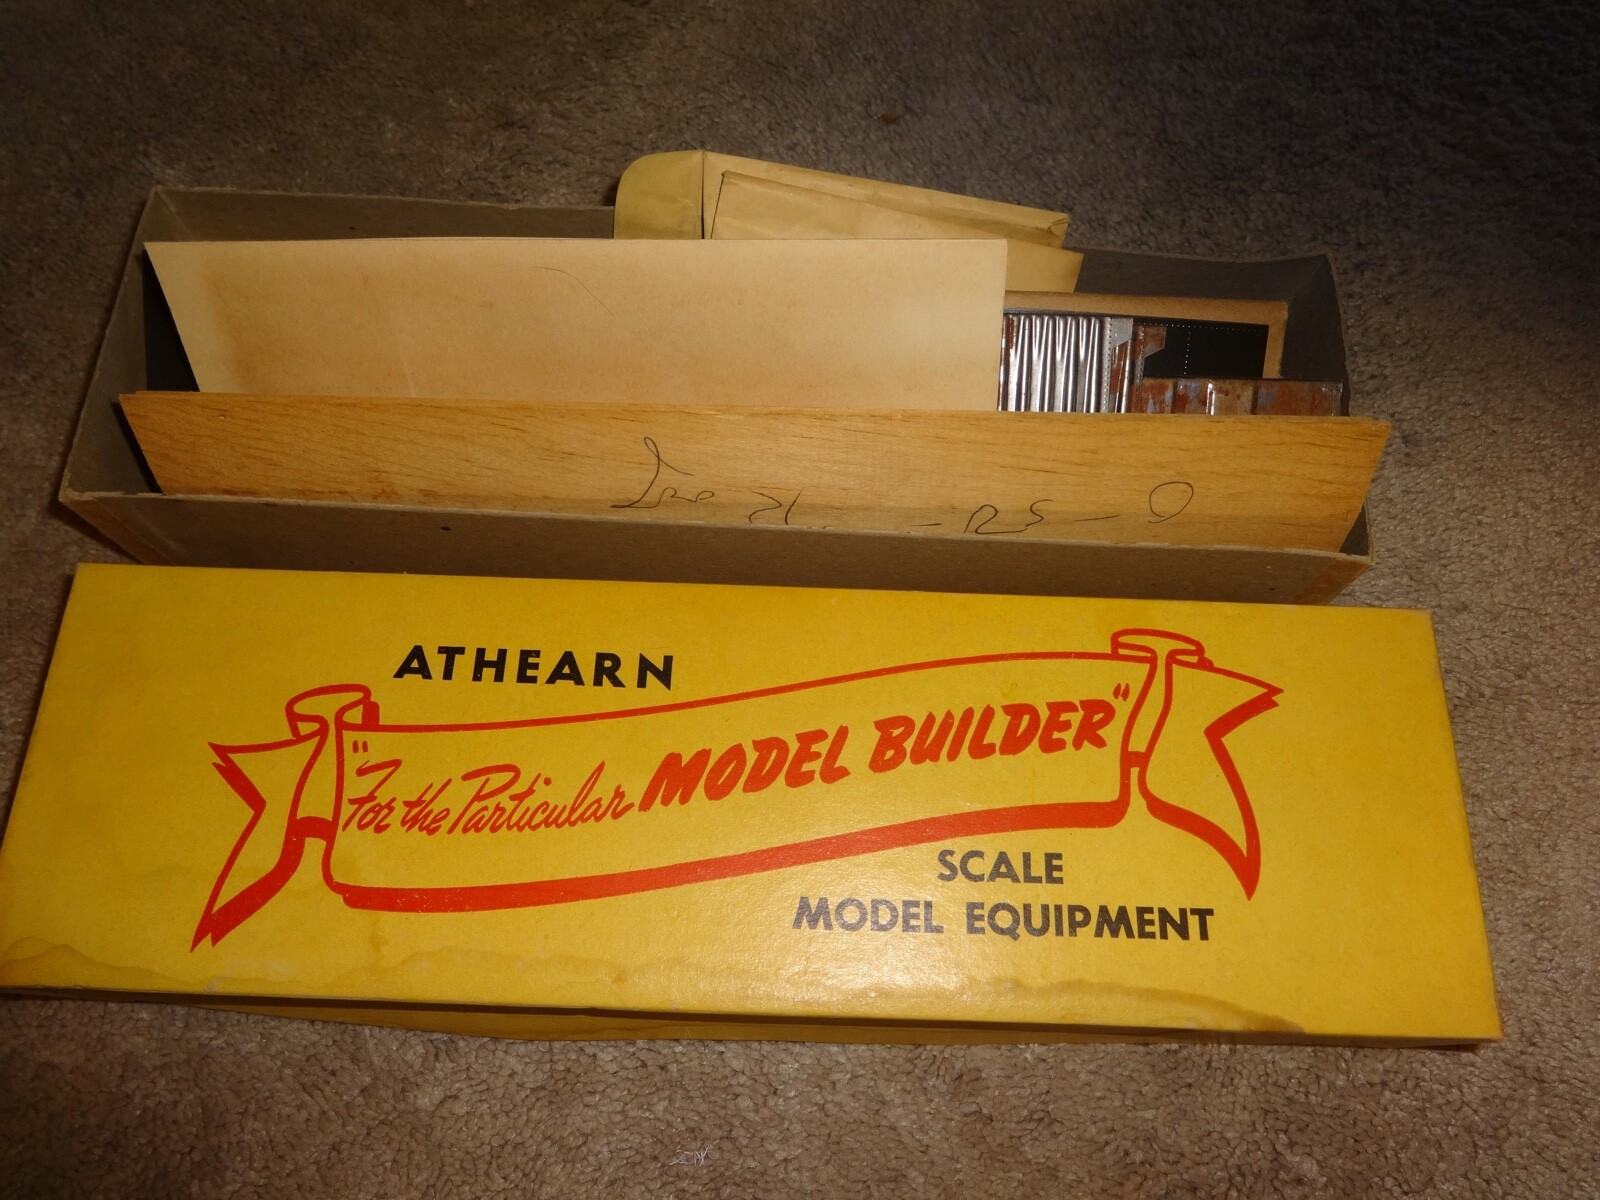 ATHEARN
"For the Particular MODEL BUILDER"
SCALE
MODEL EQUIPMENT